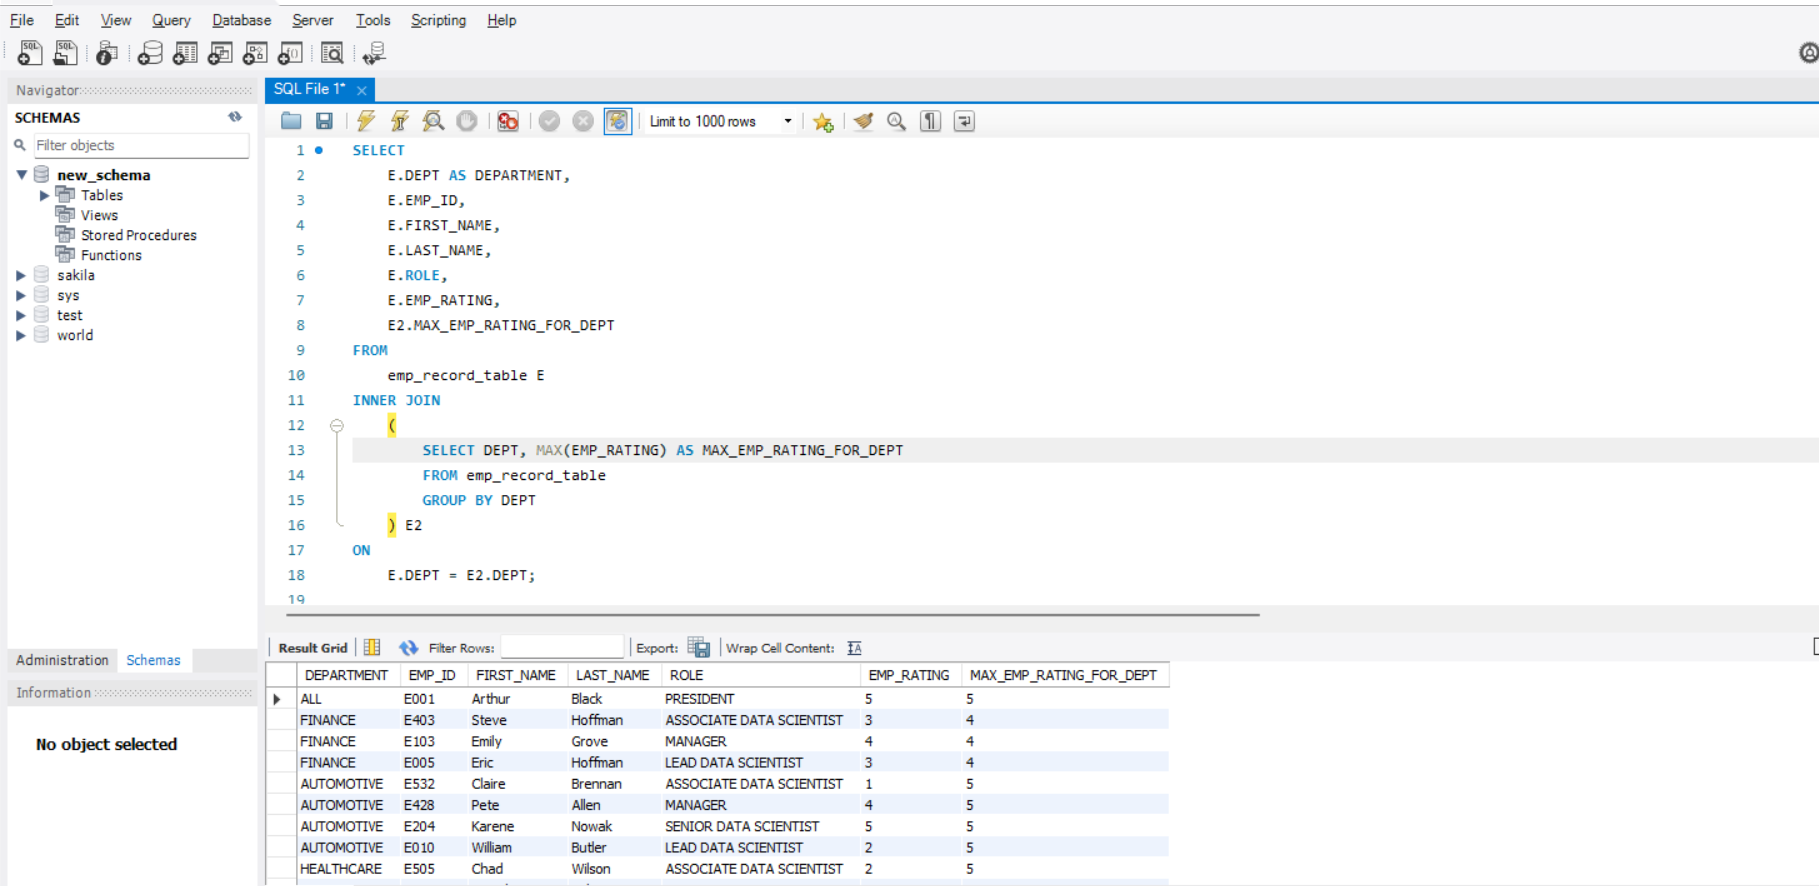 File Edit View Query Database Server Tools Scripting Help
Navigator
SCHEMAS
Filter objects
new_schema
Tables
Views
Stored Procedures
Functions
sakila
sys
test
world
Administration Schemas
Information
No object selected
SQL File 1*
Limit to 1000 rows
1 SELECT
2 E.DEPT AS DEPARTMENT,
3 E.EMP_ID,
4 E.FIRST_NAME,
5 E.LAST_NAME,
6 E.ROLE,
7 E.EMP_RATING,
8 E2.MAX_EMP_RATING_FOR_DEPT
9 FROM
10 emp_record_table E
11 INNER JOIN
12 (
13 SELECT DEPT, MAX(EMP_RATING) AS MAX_EMP_RATING_FOR_DEPT
14 FROM emp_record_table
15 GROUP BY DEPT
16 ) E2
17 ON
18 E.DEPT = E2.DEPT;
19
Result Grid Filter Rows: Export: Wrap Cell Content:
DEPARTMENT EMP_ID FIRST_NAME LAST_NAME ROLE EMP_RATING MAX_EMP_RATING_FOR_DEPT
ALL E001 Arthur Black PRESIDENT 5 5
FINANCE E403 Steve Hoffman ASSOCIATE DATA SCIENTIST 3 4
FINANCE E103 Emily Grove MANAGER 4 4
FINANCE E005 Eric Hoffman LEAD DATA SCIENTIST 3 4
AUTOMOTIVE E532 Claire Brennan ASSOCIATE DATA SCIENTIST 1 5
AUTOMOTIVE E428 Pete Allen MANAGER 4 5
AUTOMOTIVE E204 Karene Nowak SENIOR DATA SCIENTIST 5 5
AUTOMOTIVE E010 William Butler LEAD DATA SCIENTIST 2 5
HEALTHCARE E505 Chad Wilson ASSOCIATE DATA SCIENTIST 2 5